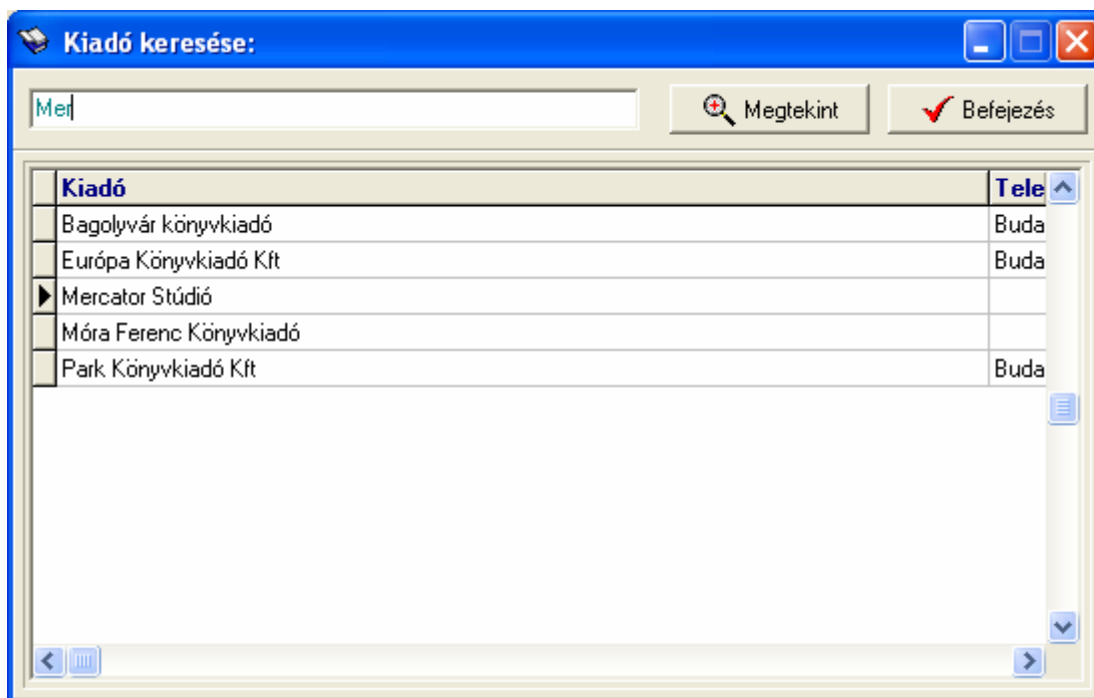 Kiadó keresése:
Mer
Megtekint
Befejezés
Kiadó Tele
Bagolyvár könyvkiadó Buda
Európa Könyvkiadó Kft Buda
Mercator Stúdió
Móra Ferenc Könyvkiadó
Park Könyvkiadó Kft Buda